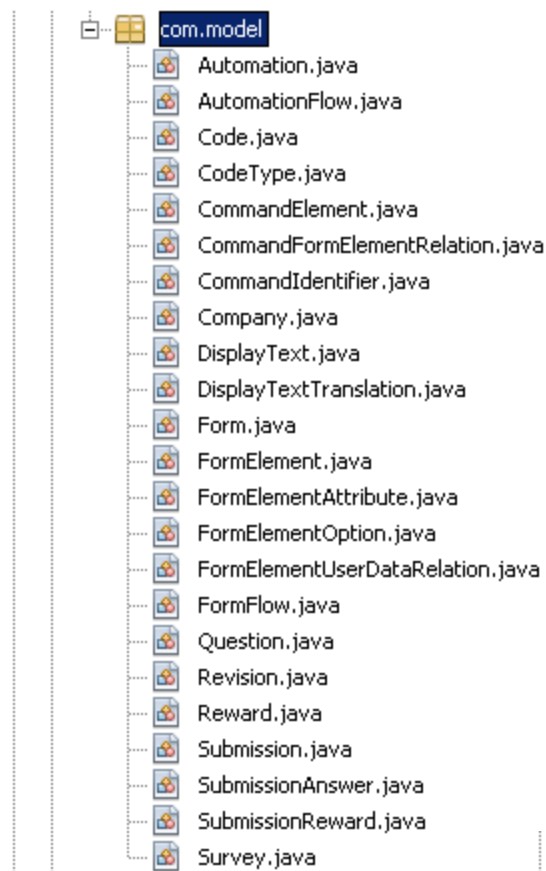 com.model
Automation.java
AutomationFlow.java
Code.java
CodeType.java
CommandElement.java
CommandFormElementRelation.java
CommandIdentifier.java
Company.java
DisplayText.java
DisplayTextTranslation.java
Form.java
FormElement.java
FormElementAttribute.java
FormElementOption.java
FormElementUserDataRelation.java
FormFlow.java
Question.java
Revision.java
Reward.java
Submission.java
SubmissionAnswer.java
SubmissionReward.java
Survey.java